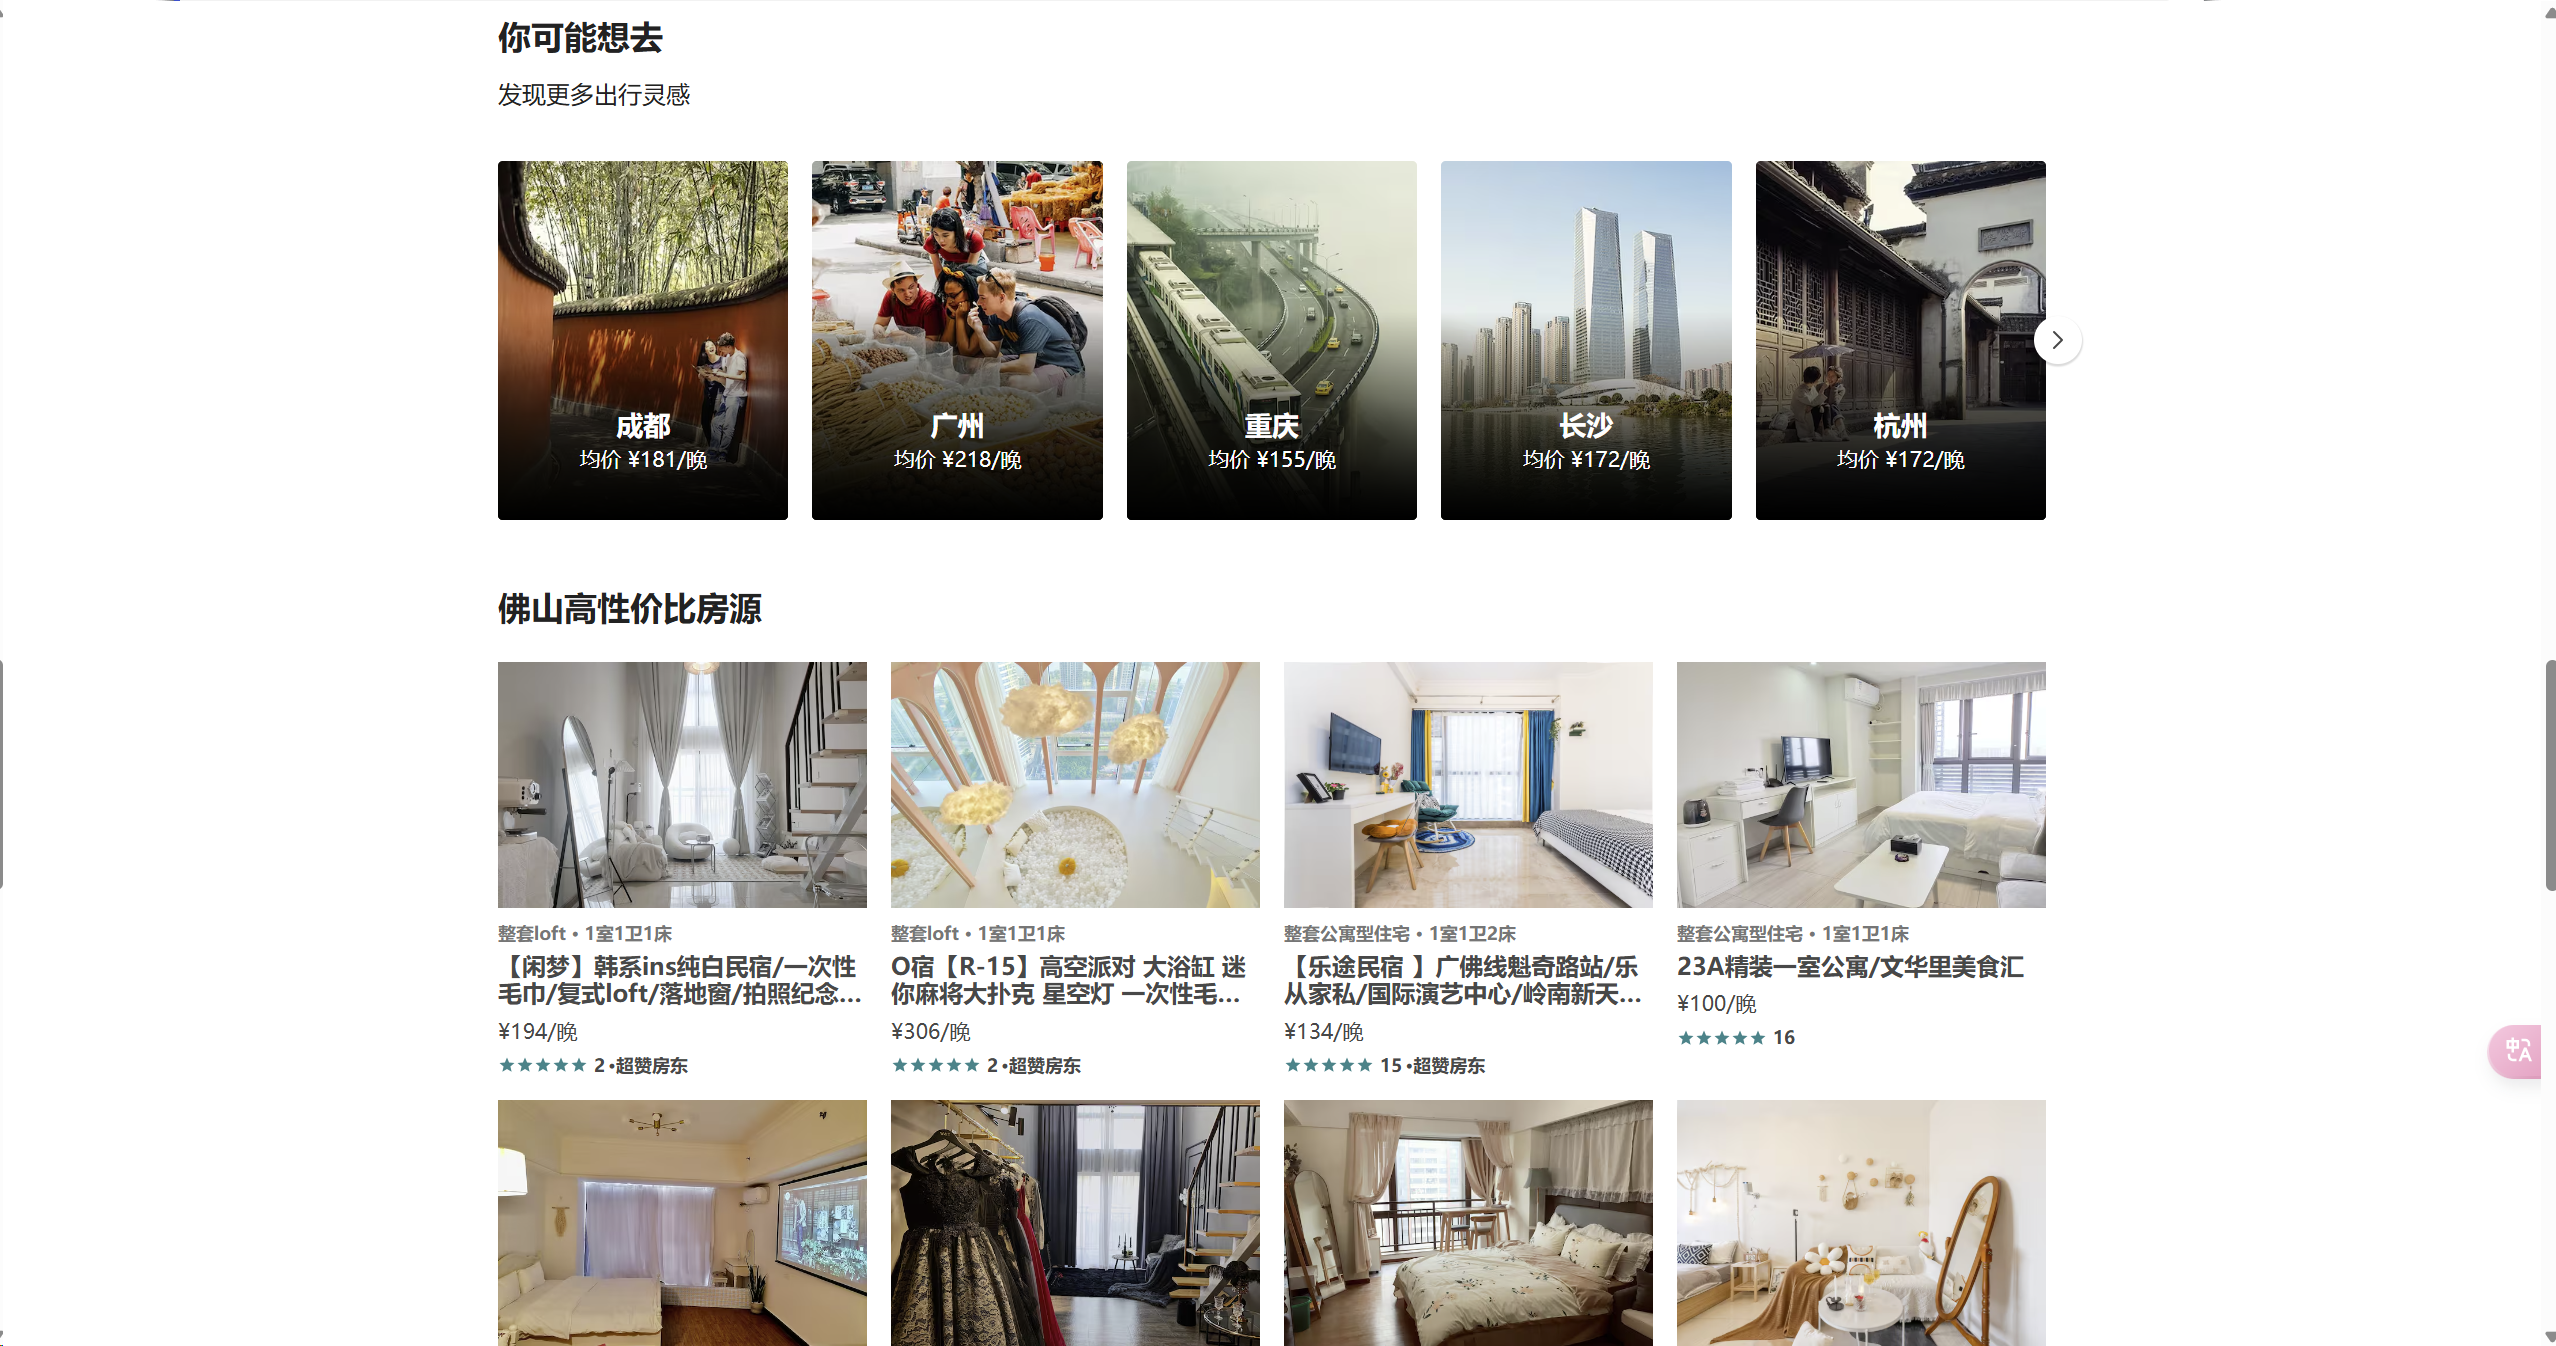 你可能想去
发现更多出行灵感
成都
均价 ¥181/晚
广州
均价 ¥218/晚
重庆
均价 ¥155/晚
长沙
均价 ¥172/晚
杭州
均价 ¥172/晚
佛山高性价比房源
整套loft · 1室1卫1床
【闲梦】韩系ins纯白民宿/一次性
毛巾/复式loft/落地窗/拍照纪念...
¥194/晚
★★★★★ 2 ·超赞房东
整套loft · 1室1卫1床
O宿【R-15】高空派对 大浴缸 迷
你麻将大扑克 星空灯 一次性毛...
¥306/晚
★★★★★ 2 ·超赞房东
整套公寓型住宅 · 1室1卫2床
【乐途民宿 】广佛线魁奇路站/乐
从家私/国际演艺中心/岭南新天...
¥134/晚
★★★★★ 15 ·超赞房东
整套公寓型住宅 · 1室1卫1床
23A精装一室公寓/文华里美食汇
¥100/晚
★★★★★ 16